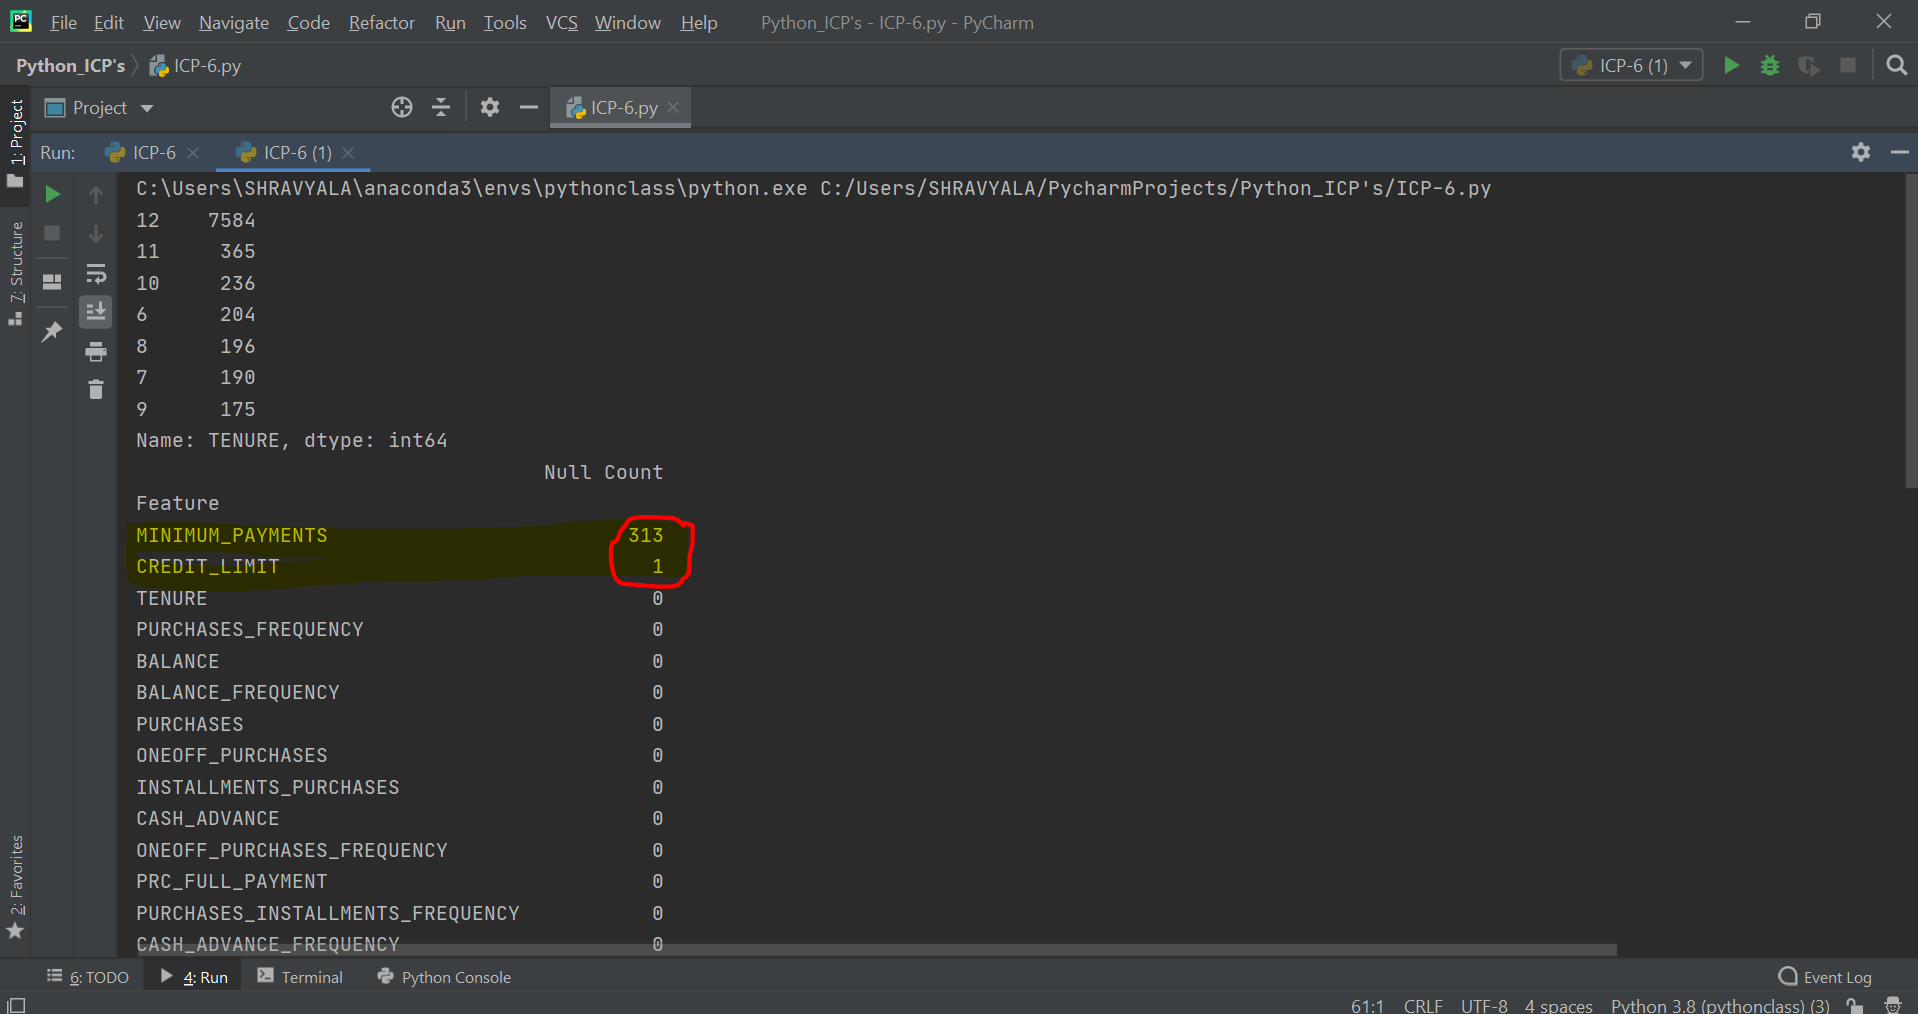 PC File Edit View Navigate Code Refactor Run Tools VCS Window Help Python_ICP's - ICP-6.py - PyCharm
Python_ICP's ICP-6.py ICP-6 (1)
1: Project
Project ICP-6.py
Run: ICP-6 ICP-6 (1)
7: Structure
2: Favorites
C:\Users\SHRAVYALA\anaconda3\envs\pythonclass\python.exe C:/Users/SHRAVYALA/PycharmProjects/Python_ICP's/ICP-6.py
12 7584
11 365
10 236
6 204
8 196
7 190
9 175
Name: TENURE, dtype: int64
Null Count
Feature
MINIMUM_PAYMENTS 313
CREDIT_LIMIT 1
TENURE 0
PURCHASES_FREQUENCY 0
BALANCE 0
BALANCE_FREQUENCY 0
PURCHASES 0
ONEOFF_PURCHASES 0
INSTALLMENTS_PURCHASES 0
CASH_ADVANCE 0
ONEOFF_PURCHASES_FREQUENCY 0
PRC_FULL_PAYMENT 0
PURCHASES_INSTALLMENTS_FREQUENCY 0
CASH_ADVANCE_FREQUENCY 0
6: TODO 4: Run Terminal Python Console Event Log
61:1 CRLF UTF-8 4 spaces Python 3.8 (pythonclass) (3)